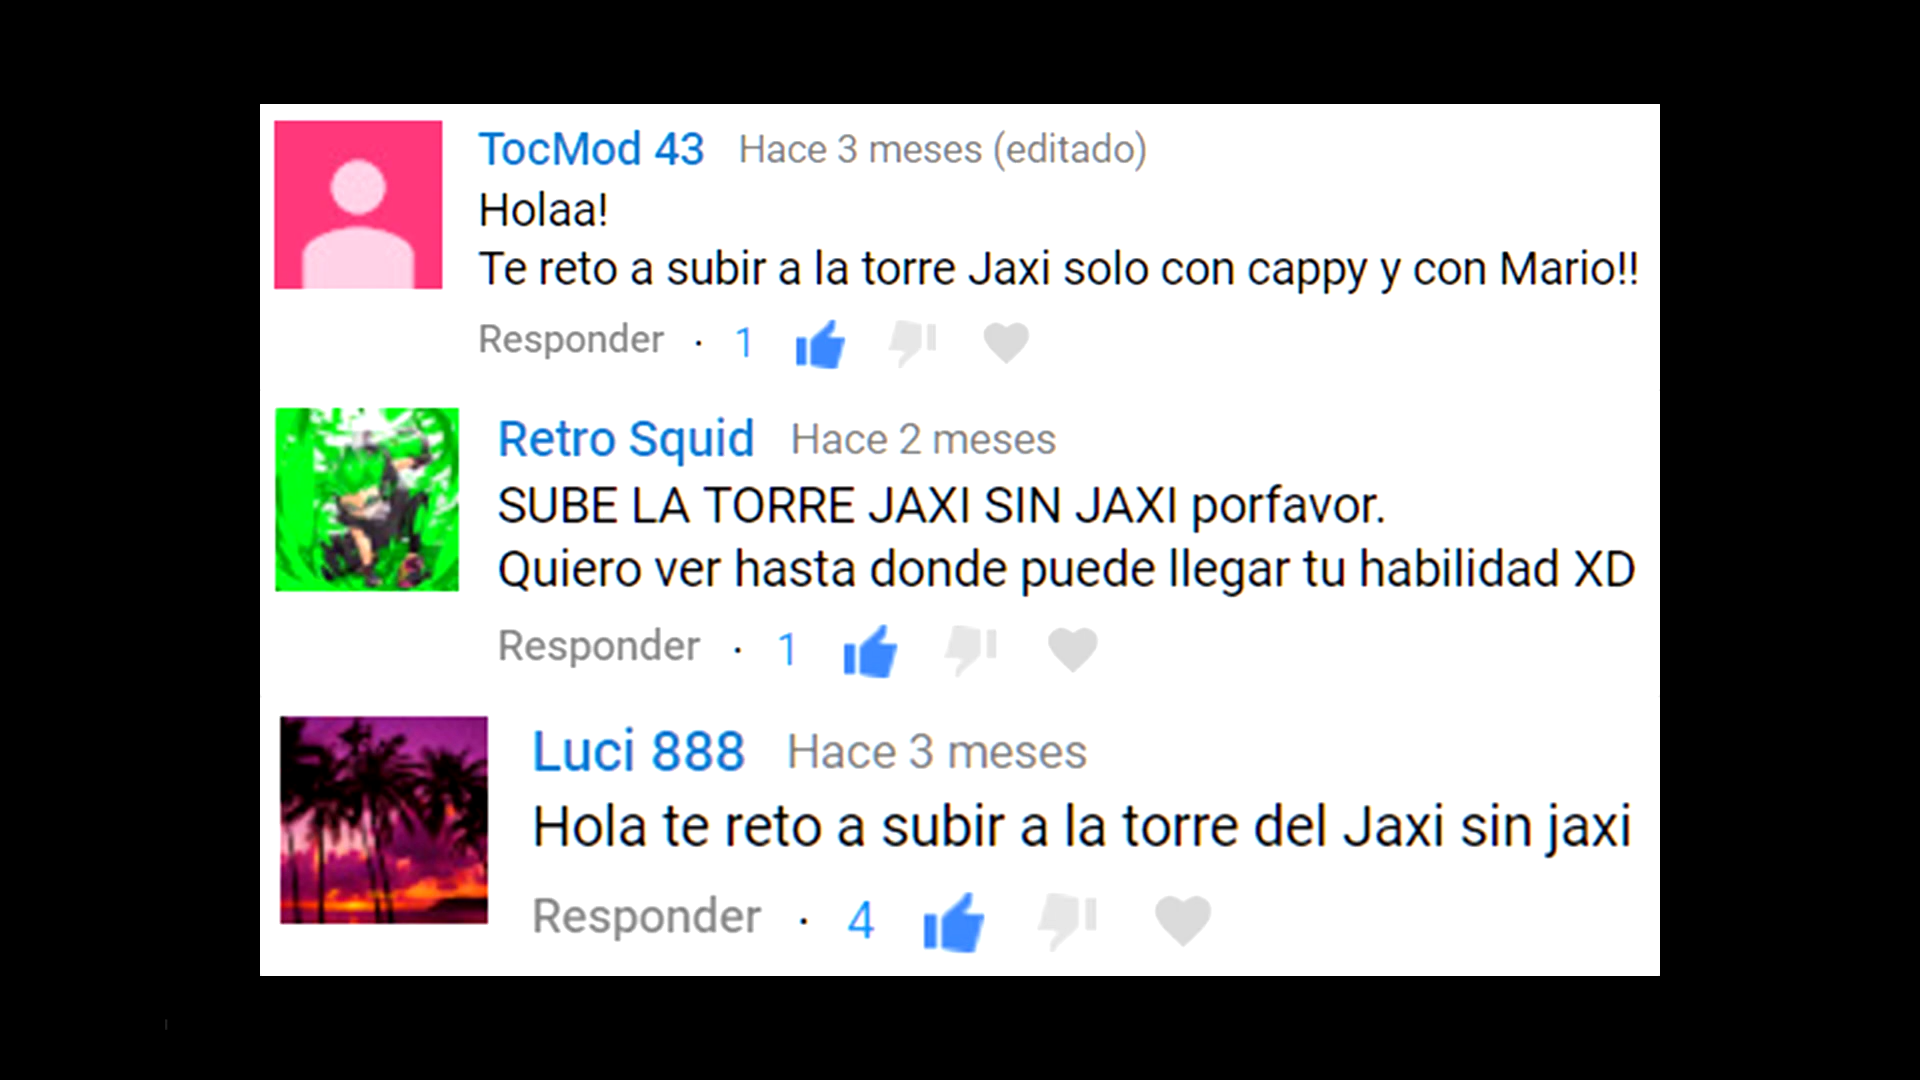 TocMod 43 Hace 3 meses (editado)
Holaa!
Te reto a subir a la torre Jaxi solo con cappy y con Mario!!
Responder · 1
Retro Squid Hace 2 meses
SUBE LA TORRE JAXI SIN JAXI porfavor.
Quiero ver hasta donde puede llegar tu habilidad XD
Responder · 1
Luci 888 Hace 3 meses
Hola te reto a subir a la torre del Jaxi sin jaxi
Responder · 4